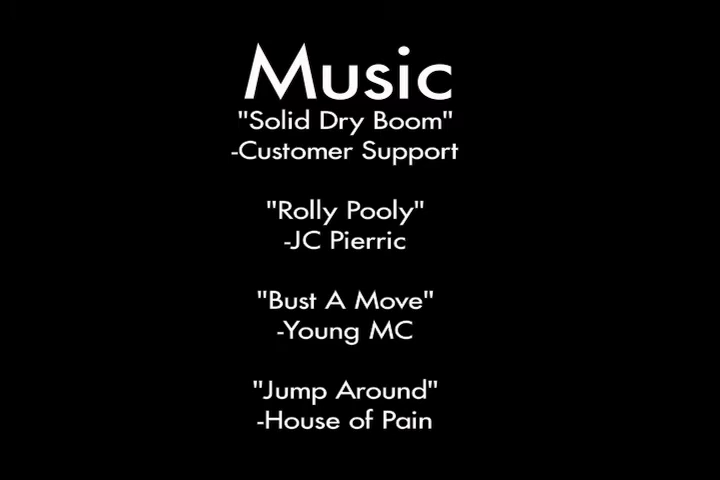 Music
"Solid Dry Boom"
-Customer Support
"Rolly Pooly"
-JC Pierric
"Bust A Move"
-Young MC
"Jump Around"
-House of Pain